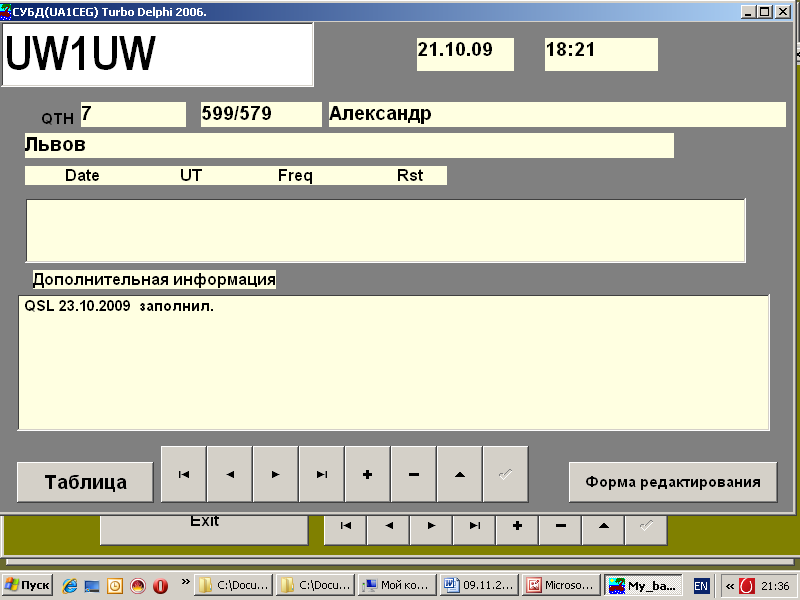 СУБД(UA1CEG) Turbo Delphi 2006.
UW1UW
21.10.09 18:21
QTH 7 599/579 Александр
Львов
Date UT Freq Rst
Дополнительная информация
QSL 23.10.2009 заполнил.
Таблица Форма редактирования
Exit
Пуск » C:\Docu... C:\Docu... Мой ко... 09.11.2... Microso... My_ba... EN « 21:36